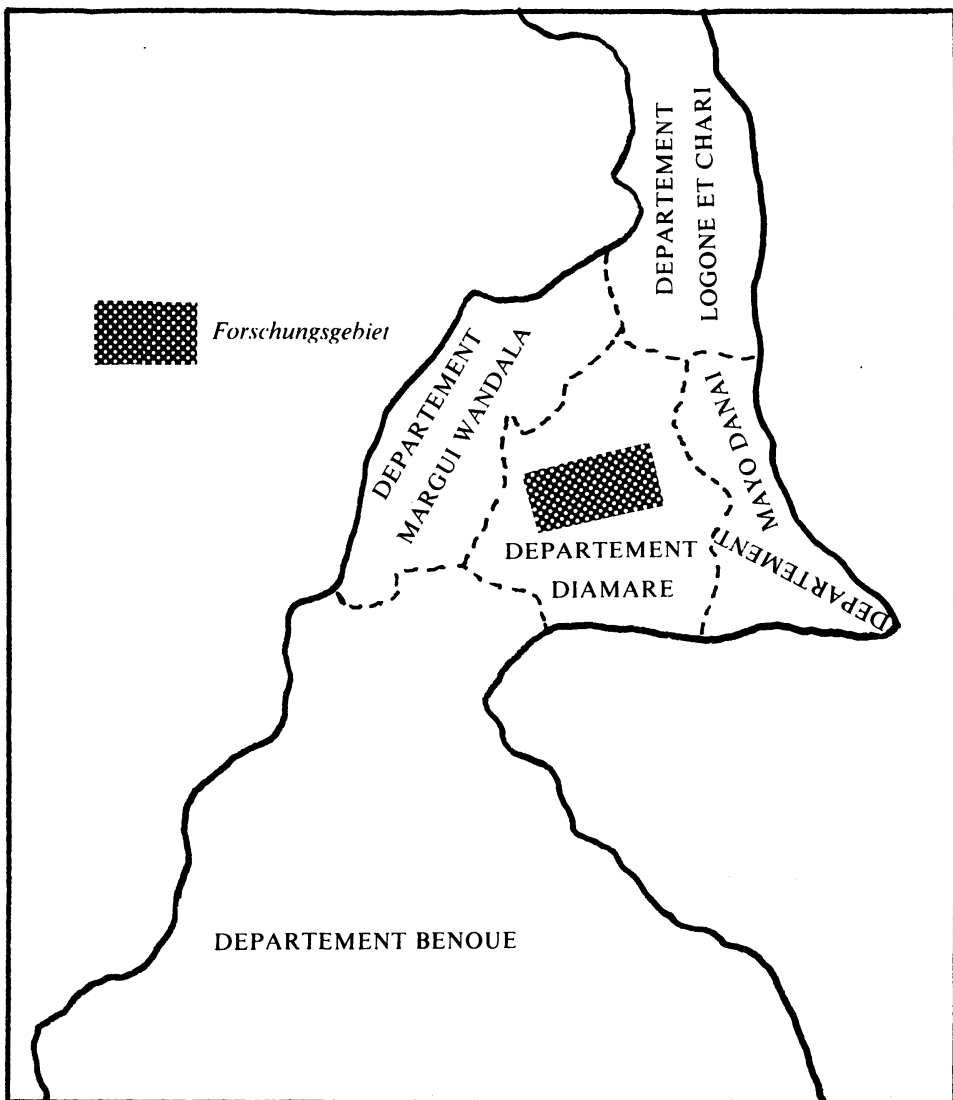 DEPARTEMENT
LOGONE ET CHARI
Forschungsgebiet
DEPARTEMENT
MARGUI WANDALA
MAYO DANAI
DEPARTEMENT
DEPARTEMENT
DIAMARE
DEPARTEMENT BENOUE